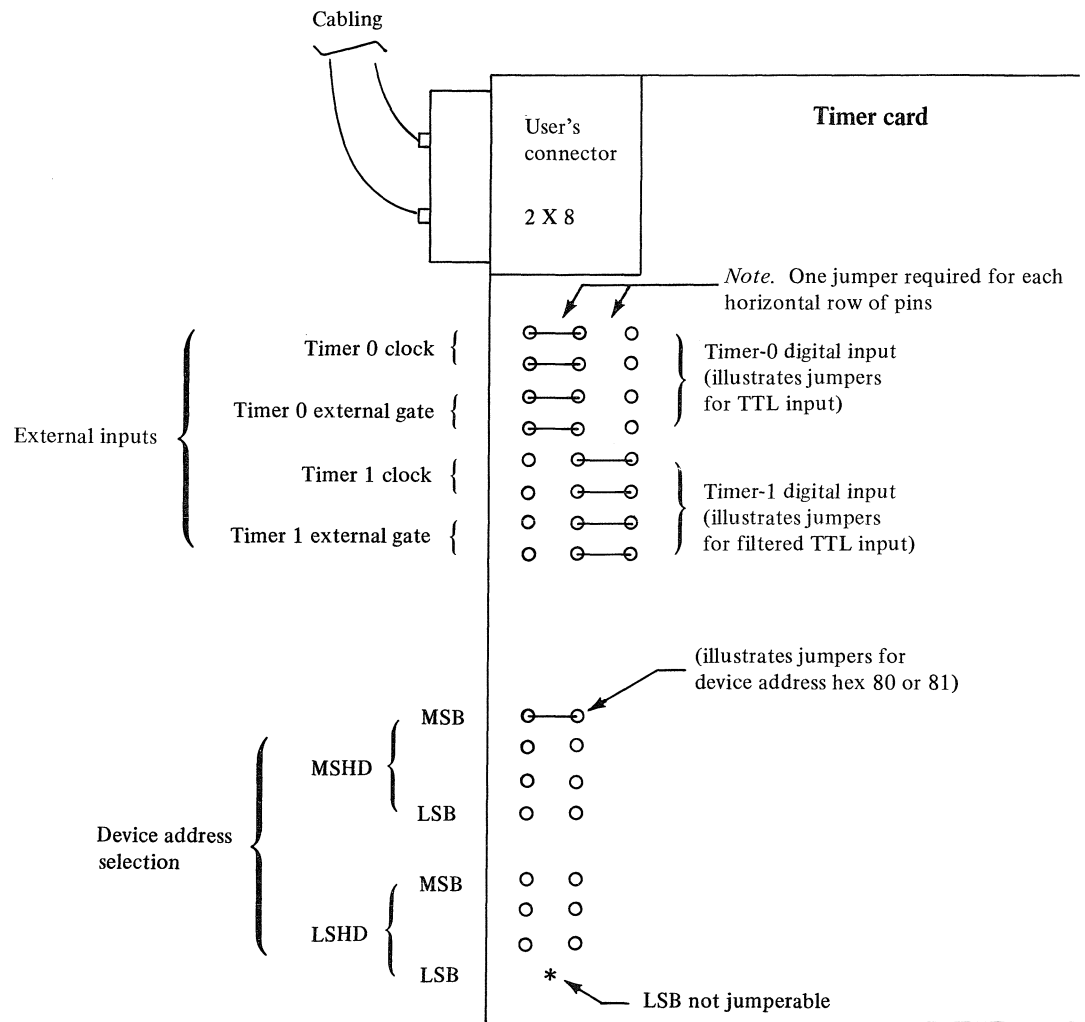 Cabling
User's
connector
2 X 8
Timer card
Note. One jumper required for each
horizontal row of pins
External inputs
Timer 0 clock
Timer 0 external gate
Timer 1 clock
Timer 1 external gate
Timer-0 digital input
(illustrates jumpers
for TTL input)
Timer-1 digital input
(illustrates jumpers
for filtered TTL input)
(illustrates jumpers for
device address hex 80 or 81)
Device address
selection
MSHD
MSB
LSB
LSHD
MSB
LSB
*
LSB not jumperable